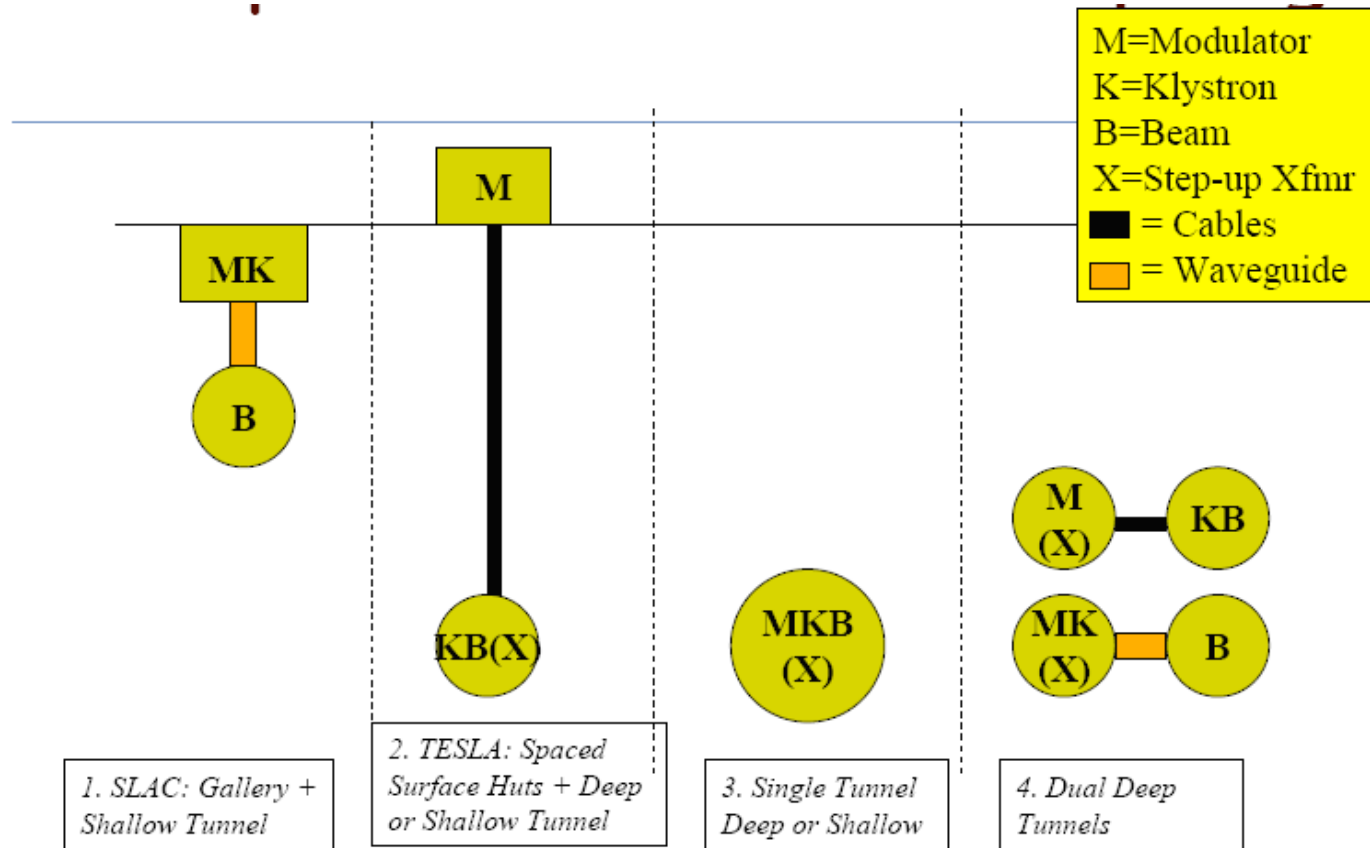 M=Modulator
K=Klystron
B=Beam
X=Step-up Xfmr
= Cables
= Waveguide
M
MK
B
KB(X)
MKB
(X)
M
(X)
KB
MK
(X)
B
1. SLAC: Gallery +
Shallow Tunnel
2. TESLA: Spaced
Surface Huts + Deep
or Shallow Tunnel
3. Single Tunnel
Deep or Shallow
4. Dual Deep
Tunnels